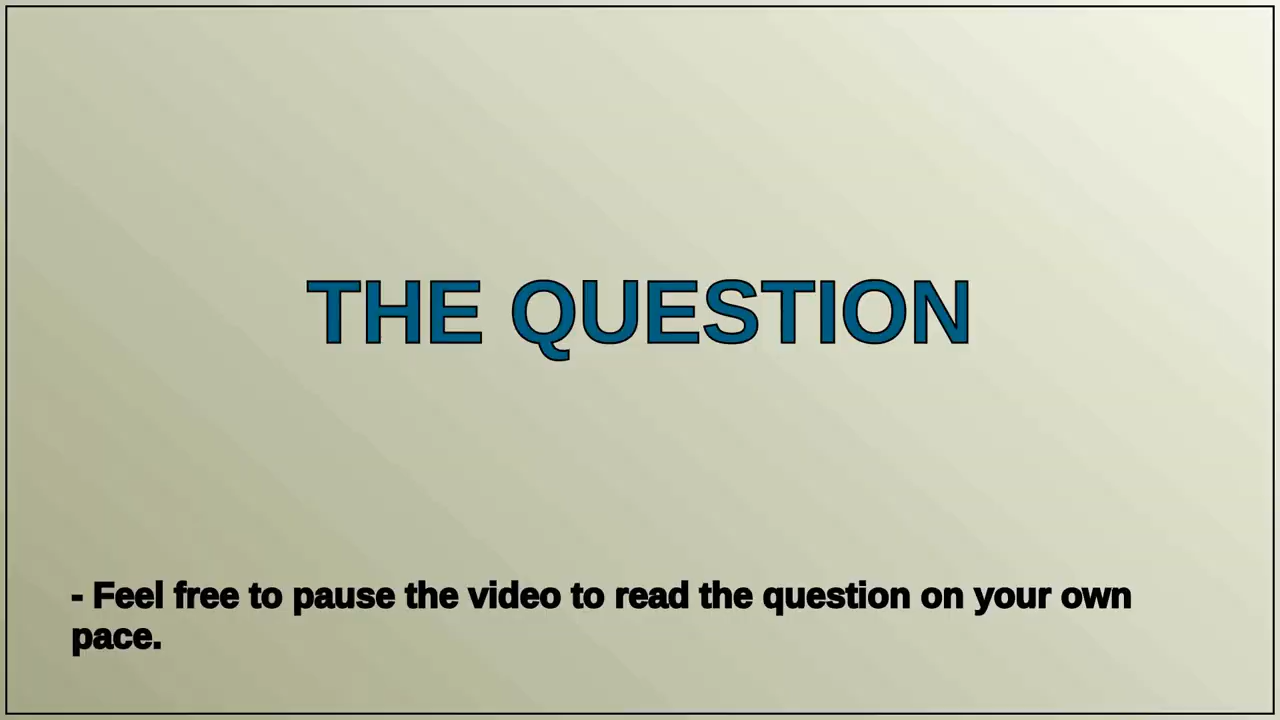 THE QUESTION
- Feel free to pause the video to read the question on your own
pace.